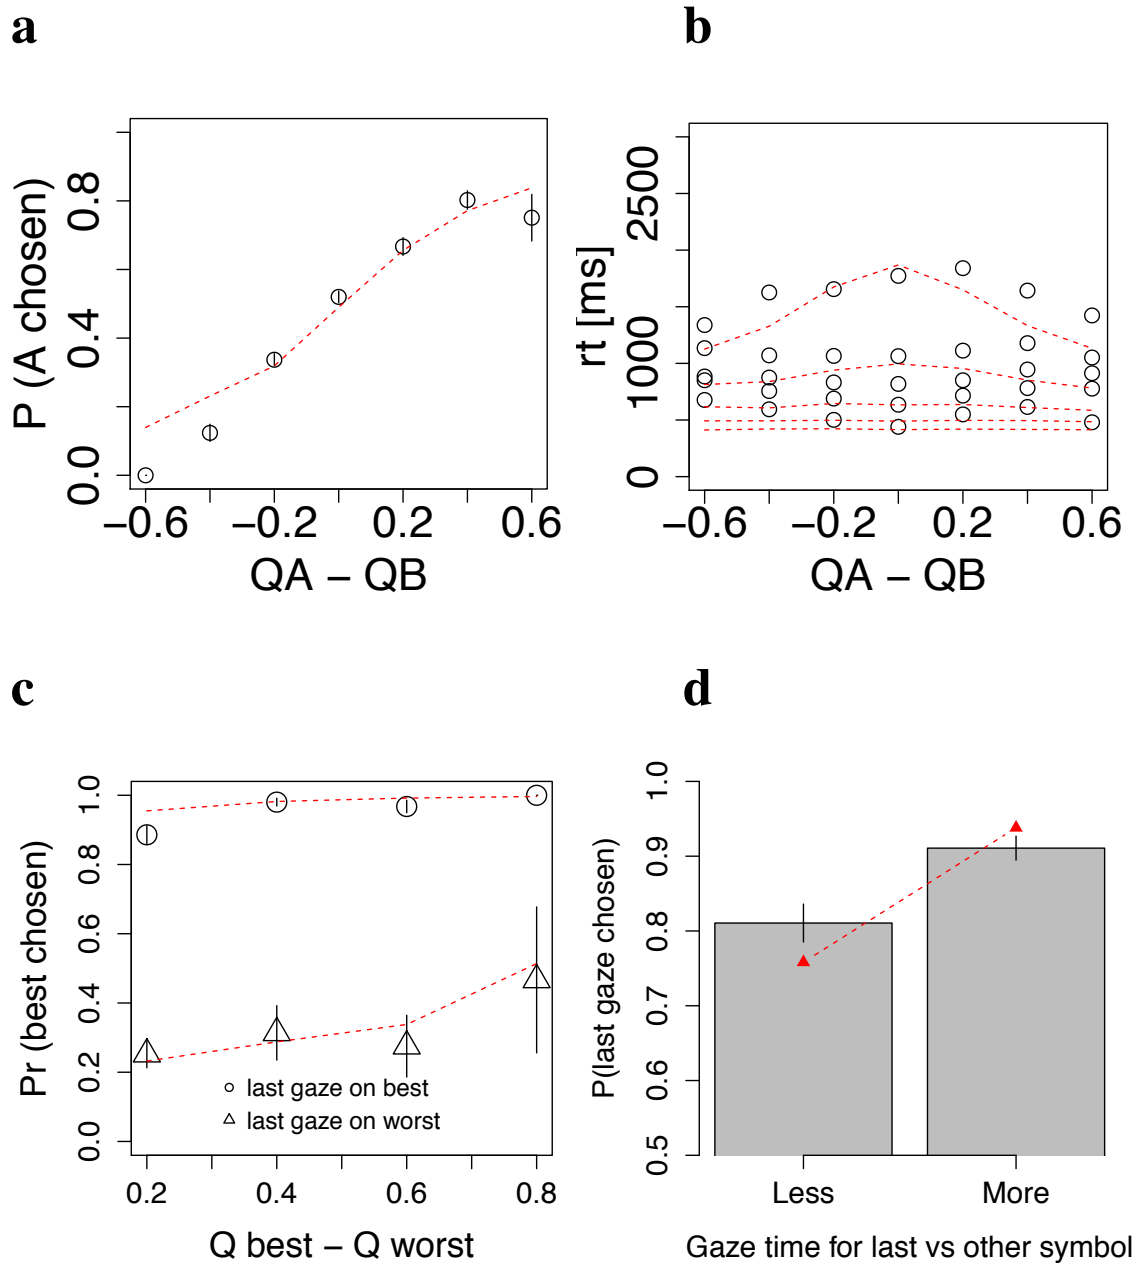 a
P (A chosen)
0.8
0.4
0.0
−0.6
−0.2
0.2
0.6
QA − QB
b
rt [ms]
2500
1000
0
−0.6
−0.2
0.2
0.6
QA − QB
c
Pr (best chosen)
1.0
0.8
0.6
0.4
0.2
0.0
last gaze on best
last gaze on worst
0.2
0.4
0.6
0.8
Q best − Q worst
d
P(last gaze chosen)
1.0
0.9
0.8
0.7
0.6
0.5
Less
More
Gaze time for last vs other symbol